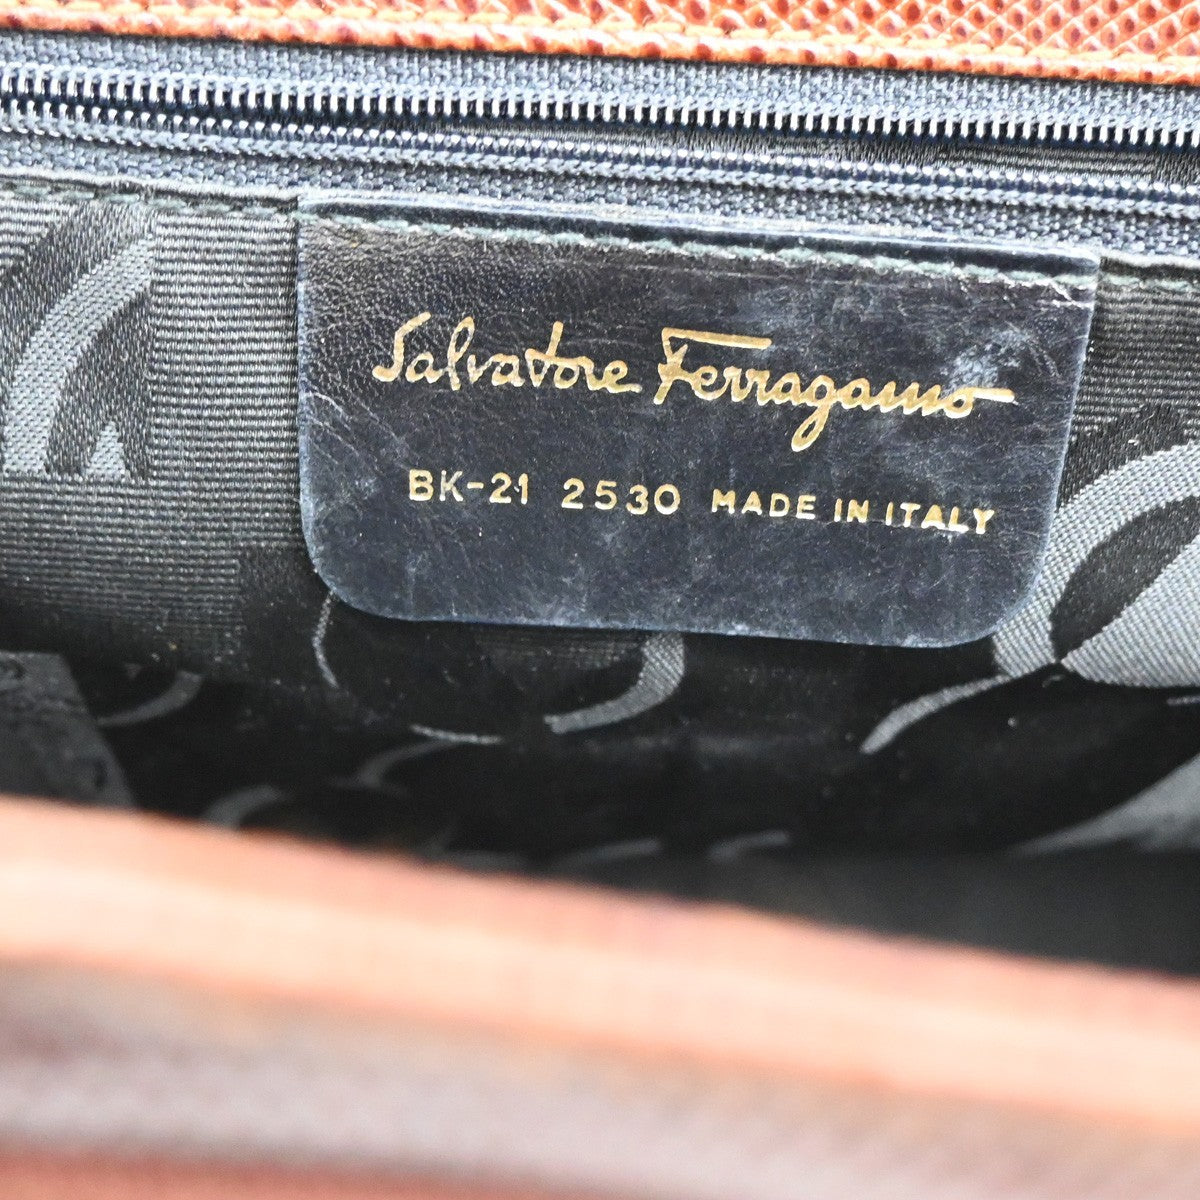 Salvatore Ferragamo
BK-21 2530 MADE IN ITALY